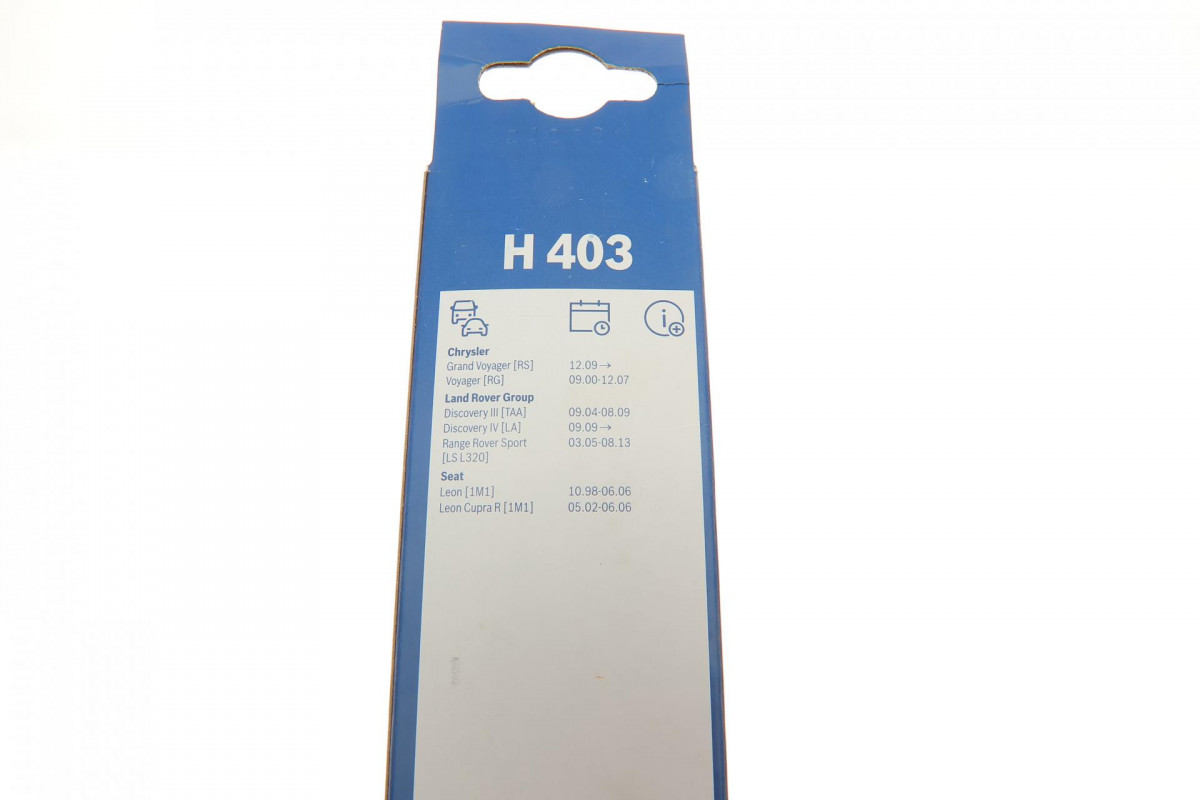 H 403
Chrysler
Grand Voyager [RS] 12.09→
Voyager [RG] 09.00-12.07
Land Rover Group
Discovery III [TAA] 09.04-08.09
Discovery IV [LA] 09.09→
Range Rover Sport 03.05-08.13
[LS L320]
Seat
Leon [1M1] 10.98-06.06
Leon Cupra R [1M1] 05.02-06.06